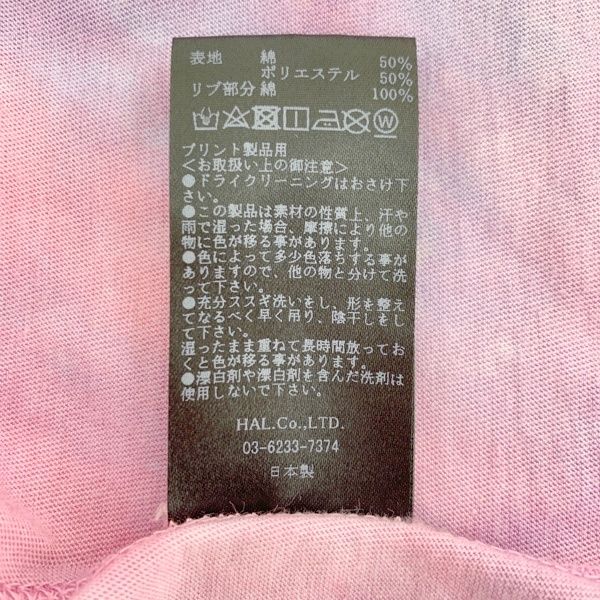 表地 綿 50%
ポリエステル 50%
リブ部分 綿 100%
プリント製品用
<お取扱い上の御注意>
●ドライクリーニングはおさけ下
さい。
●この製品は素材の性質上、汗や
雨で湿った場合、摩擦により他の
物に色が移る事があります。
●色によって多少色落ちする事が
ありますので、他の物と分けて洗
って下さい。
●充分ススギ洗いをし、形を整え
てなるべく早く吊り、陰干しをし
て下さい。
湿ったまま重ねて長時間放ってお
くと色が移る事があります。
●漂白剤や漂白剤を含んだ洗剤は
使用しないで下さい。
HAL.Co.,LTD.
03-6233-7374
日本製